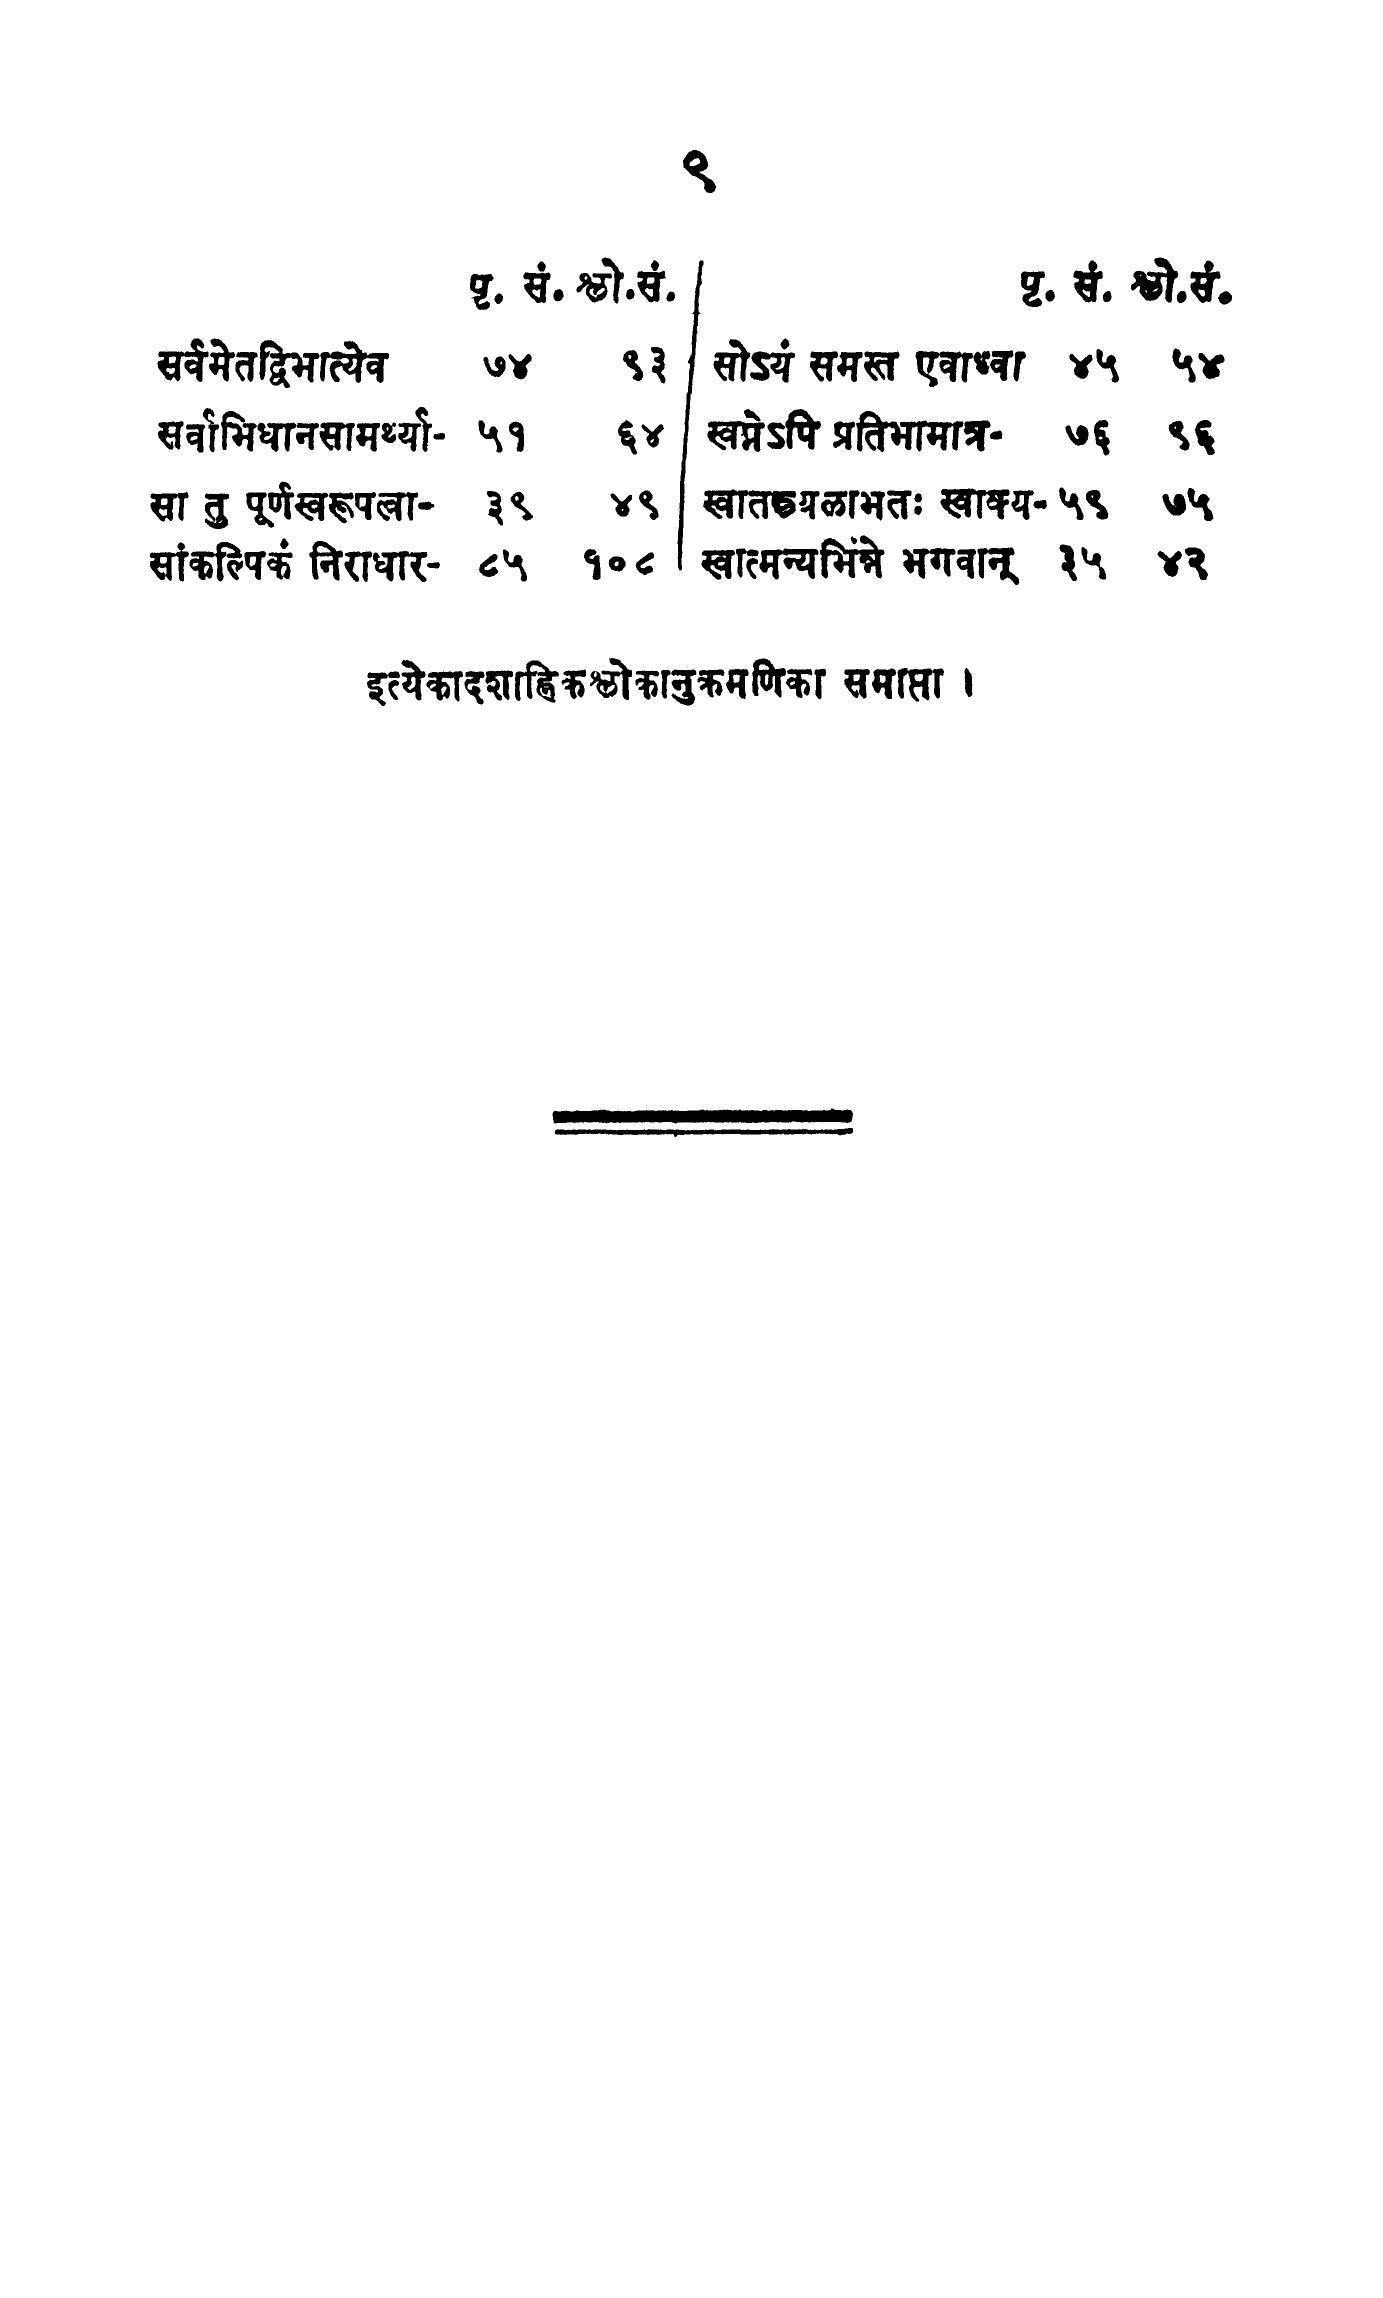 ९
पृ. सं. श्लो.सं.
सर्वमेतद्विभात्येव ७४ ९३
सर्वाभिधानसामर्थ्या- ५१ ६४
सा तु पूर्णस्वरूपत्वा- ३९ ४९
सांकल्पिकं निराधार- ८५ १०८
पृ. सं. श्लो.सं.
सोऽयं समस्त एवाध्वा ४५ ५४
स्वप्नेऽपि प्रतिभामात्र- ७६ ९६
स्वातन्त्र्यलाभतः स्वाक्य- ५९ ७५
स्वात्मन्यभिन्ने भगवान् ३५ ४२
इत्येकादशाह्निकश्लोकानुक्रमणिका समाप्ता ।